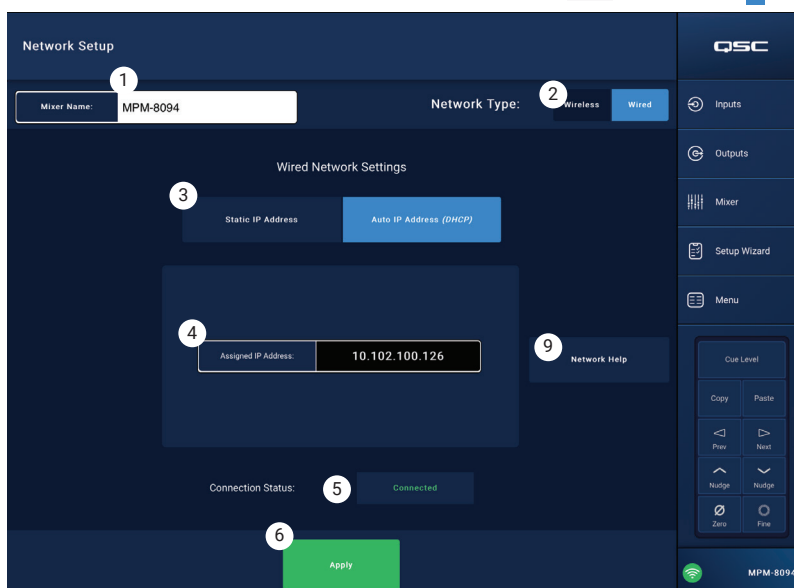 Network Setup
QSC
1
Mixer Name:
MPM-8094
Network Type:
2
Wireless
Wired
Inputs
Outputs
Mixer
Setup Wizard
Menu
Wired Network Settings
3
Static IP Address
Auto IP Address (DHCP)
4
Assigned IP Address:
10.102.100.126
9
Network Help
Connection Status:
5
Connected
6
Apply
Cue Level
Copy
Paste
Prev
Next
Nudge
Nudge
Zero
Fine
MPM-8094